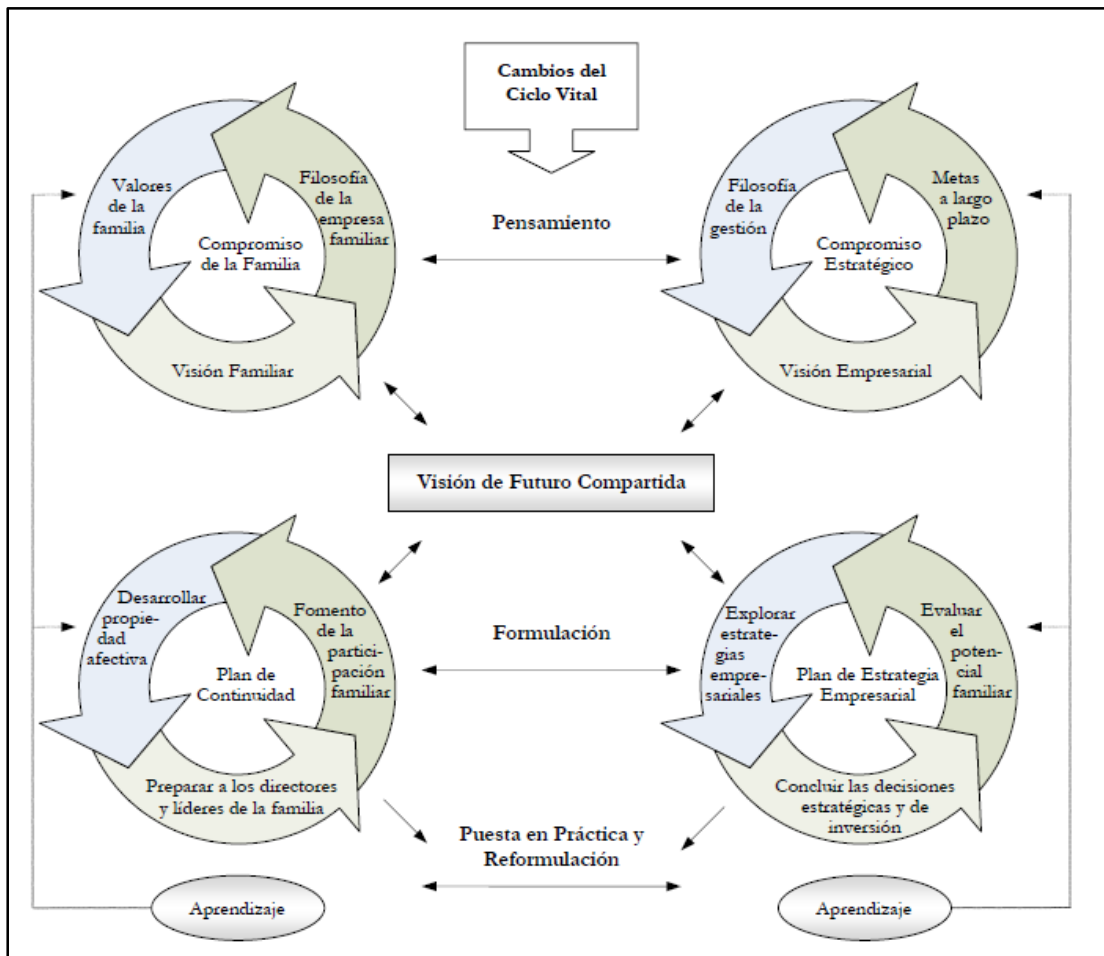 Cambios del
Ciclo Vital
Valores
de la
familia
Filosofía
de la
empresa
familiar
Compromiso
de la Familia
Visión Familiar
Pensamiento
Filosofía
de la
gestión
Metas
a largo
plazo
Compromiso
Estratégico
Visión Empresarial
Visión de Futuro Compartida
Desarrollar
propie-
dad
afectiva
Fomento
de la
partici-
pación
familiar
Plan de
Continuidad
Preparar a los directores
y líderes de la familia
Formulación
Explorar
estrate-
gias
empre-
sariales
Evaluar
el
poten-
cial
familiar
Plan de Estrategia
Empresarial
Concluir las decisiones
estratégicas y de
inversión
Puesta en Práctica y
Reformulación
Aprendizaje
Aprendizaje